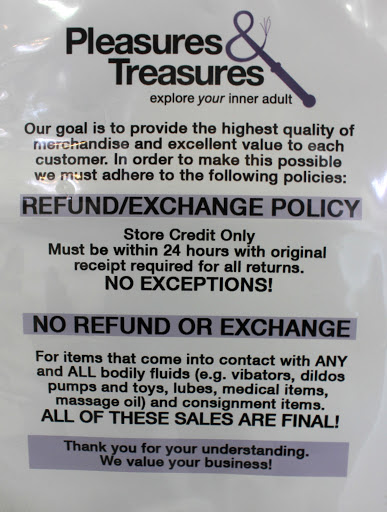 Pleasures &
Treasures
explore your inner adult
Our goal is to provide the highest quality of
merchandise and excellent value to each
customer. In order to make this possible
we must adhere to the following policies:
REFUND/EXCHANGE POLICY
Store Credit Only
Must be within 24 hours with original
receipt required for all returns.
NO EXCEPTIONS!
NO REFUND OR EXCHANGE
For items that come into contact with ANY
and ALL bodily fluids (e.g. vibators, dildos
pumps and toys, lubes, medical items,
massage oil) and consignment items.
ALL OF THESE SALES ARE FINAL!
Thank you for your understanding.
We value your business!